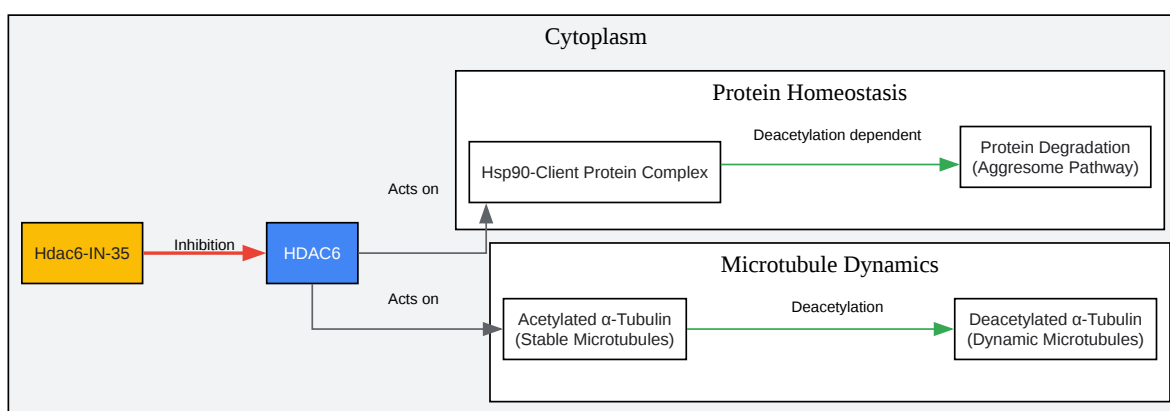 Cytoplasm
Protein Homeostasis
Deacetylation dependent
Hsp90-Client Protein Complex
Protein Degradation
(Aggresome Pathway)
Acts on
Hdac6-IN-35
Inhibition
HDAC6
Microtubule Dynamics
Acts on
Deacetylation
Acetylated α-Tubulin
(Stable Microtubules)
Deacetylated α-Tubulin
(Dynamic Microtubules)